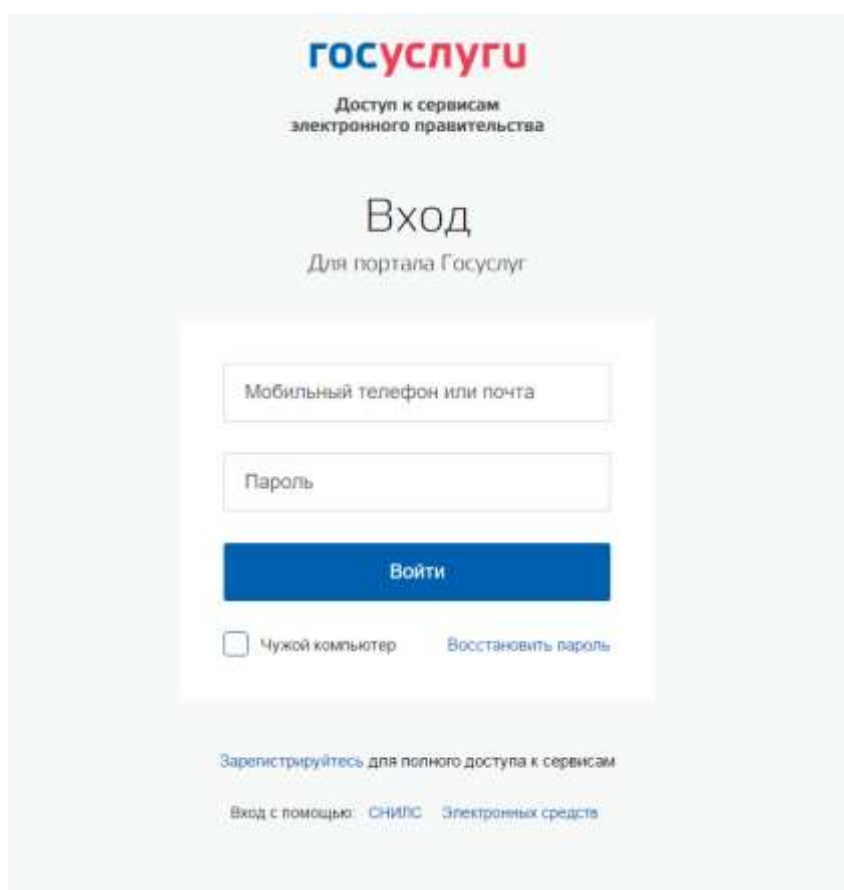 госуслуги
Доступ к сервисам
электронного правительства
Вход
Для портала Госуслуг
Мобильный телефон или почта
Пароль
Войти
Чужой компьютер Восстановить пароль
Зарегистрируйтесь для полного доступа к сервисам
Вход с помощью: СНИЛС Электронных средств